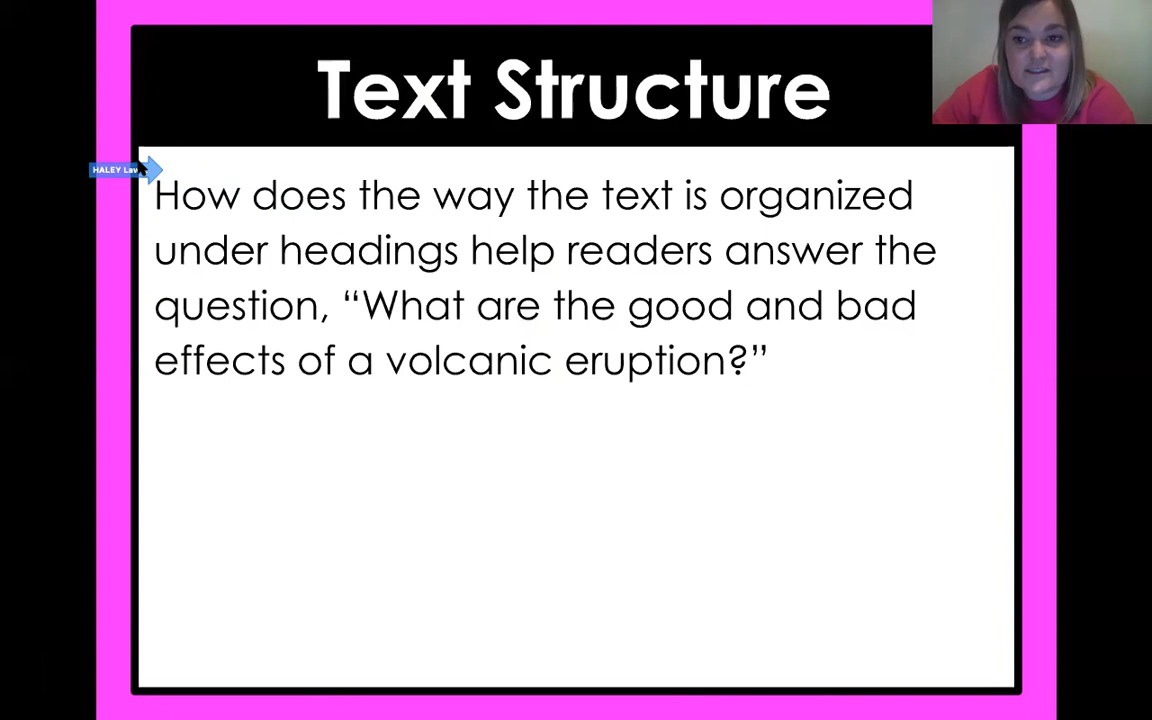 Text Structure
HALEY
How does the way the text is organized
under headings help readers answer the
question, “What are the good and bad
effects of a volcanic eruption?”